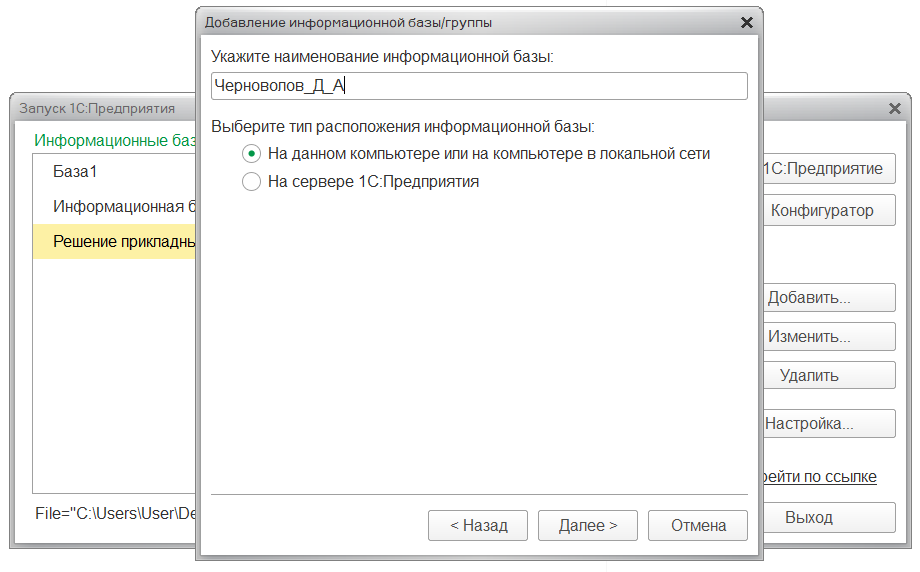 Добавление информационной базы/группы
Укажите наименование информационной базы:
Черноволов_Д_А
Выберите тип расположения информационной базы:
На данном компьютере или на компьютере в локальной сети
На сервере 1С:Предприятия
< Назад
Далее >
Отмена
Запуск 1С:Предприятия
Информационные баз
База1
Информационная б
Решение прикладны
File="C:\Users\User\De
1С:Предприятие
Конфигуратор
Добавить...
Изменить...
Удалить
Настройка...
рейти по ссылке
Выход